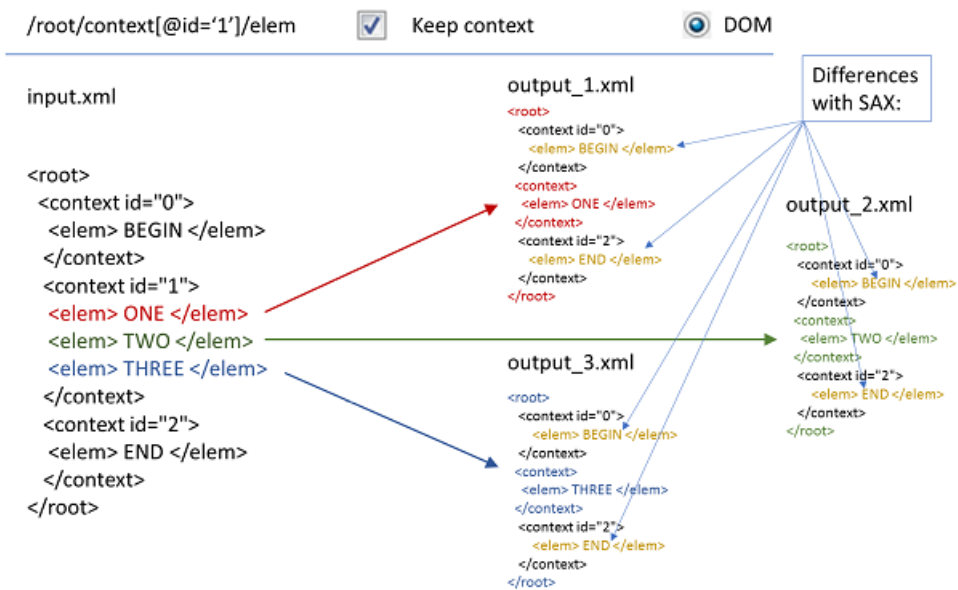 /root/context[@id=‘1’]/elem
Keep context
DOM
Differences
with SAX:
input.xml
<root>
<context id="0">
<elem> BEGIN </elem>
</context>
<context id="1">
<elem> ONE </elem>
<elem> TWO </elem>
<elem> THREE </elem>
</context>
<context id="2">
<elem> END </elem>
</context>
</root>
output_1.xml
<root>
<context id="0">
<elem> BEGIN </elem>
</context>
<context>
<elem> ONE </elem>
</context>
<context id="2">
<elem> END </elem>
</context>
</root>
output_2.xml
<root>
<context id="0">
<elem> BEGIN </elem>
</context>
<context>
<elem> TWO </elem>
</context>
<context id="2">
<elem> END </elem>
</context>
</root>
output_3.xml
<root>
<context id="0">
<elem> BEGIN </elem>
</context>
<context>
<elem> THREE </elem>
</context>
<context id="2">
<elem> END </elem>
</context>
</root>